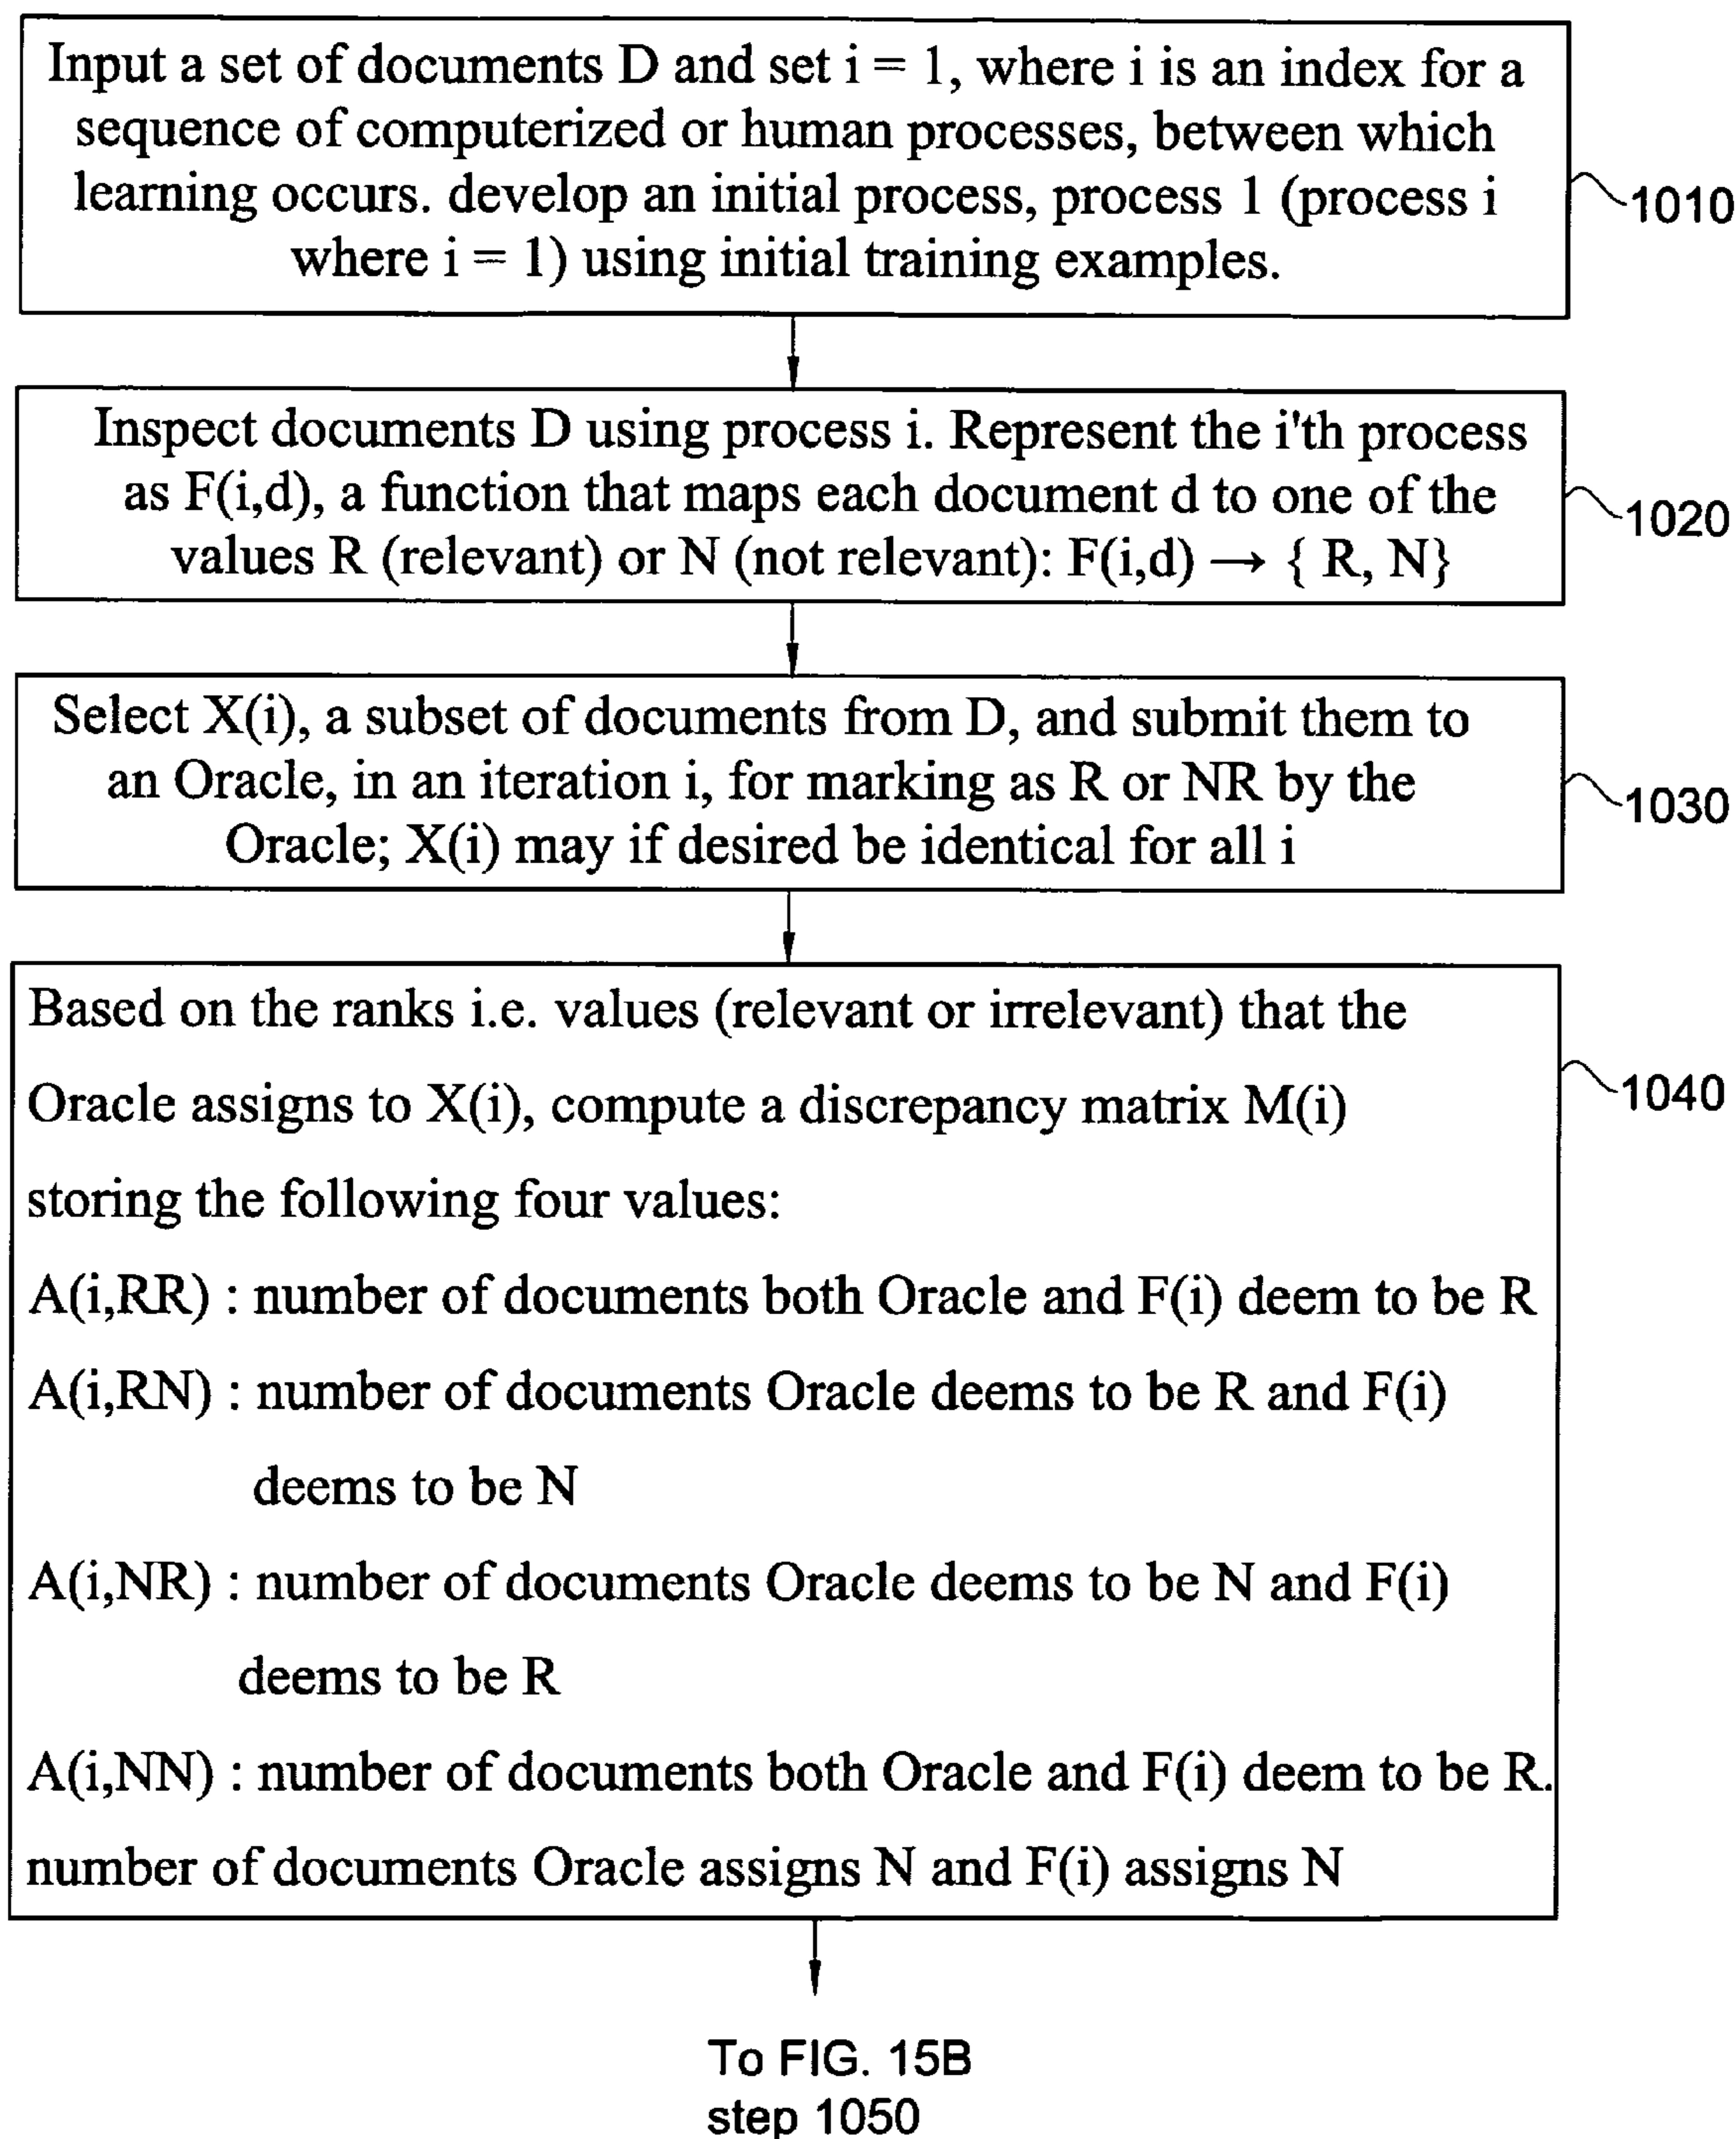 Input a set of documents D and set i = 1, where i is an index for a
sequence of computerized or human processes, between which
learning occurs. develop an initial process, process 1 (process i
where i = 1) using initial training examples.
1010
Inspect documents D using process i. Represent the i'th process
as F(i,d), a function that maps each document d to one of the
values R (relevant) or N (not relevant): F(i,d) → { R, N}
1020
Select X(i), a subset of documents from D, and submit them to
an Oracle, in an iteration i, for marking as R or NR by the
Oracle; X(i) may if desired be identical for all i
1030
Based on the ranks i.e. values (relevant or irrelevant) that the
Oracle assigns to X(i), compute a discrepancy matrix M(i)
storing the following four values:
A(i,RR) : number of documents both Oracle and F(i) deem to be R
A(i,RN) : number of documents Oracle deems to be R and F(i)
deems to be N
A(i,NR) : number of documents Oracle deems to be N and F(i)
deems to be R
A(i,NN) : number of documents both Oracle and F(i) deem to be R.
number of documents Oracle assigns N and F(i) assigns N
1040
To FIG. 15B
step 1050